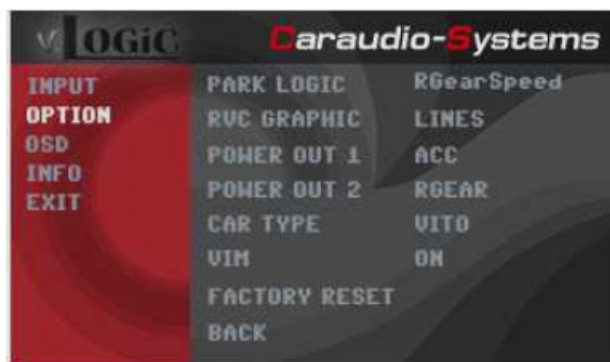 v.LOGiC Caraudio-Systems
INPUT
OPTION
OSD
INFO
EXIT
PARK LOGIC RGearSpeed
RVC GRAPHIC LINES
POWER OUT 1 ACC
POWER OUT 2 RGEAR
CAR TYPE VITO
VIM ON
FACTORY RESET
BACK